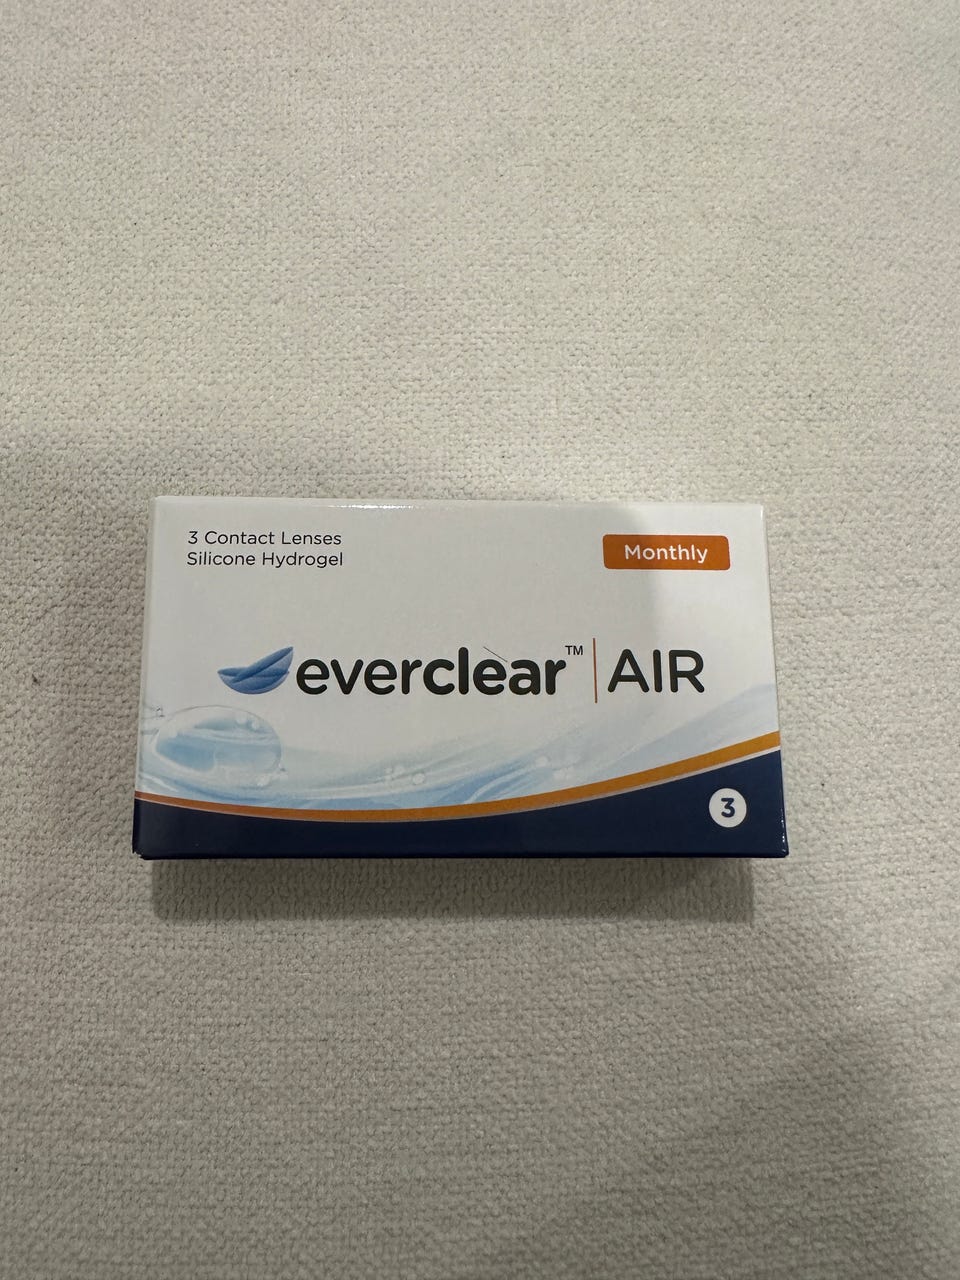 3 Contact Lenses
Silicone Hydrogel
Monthly
everclear™ | AIR
3